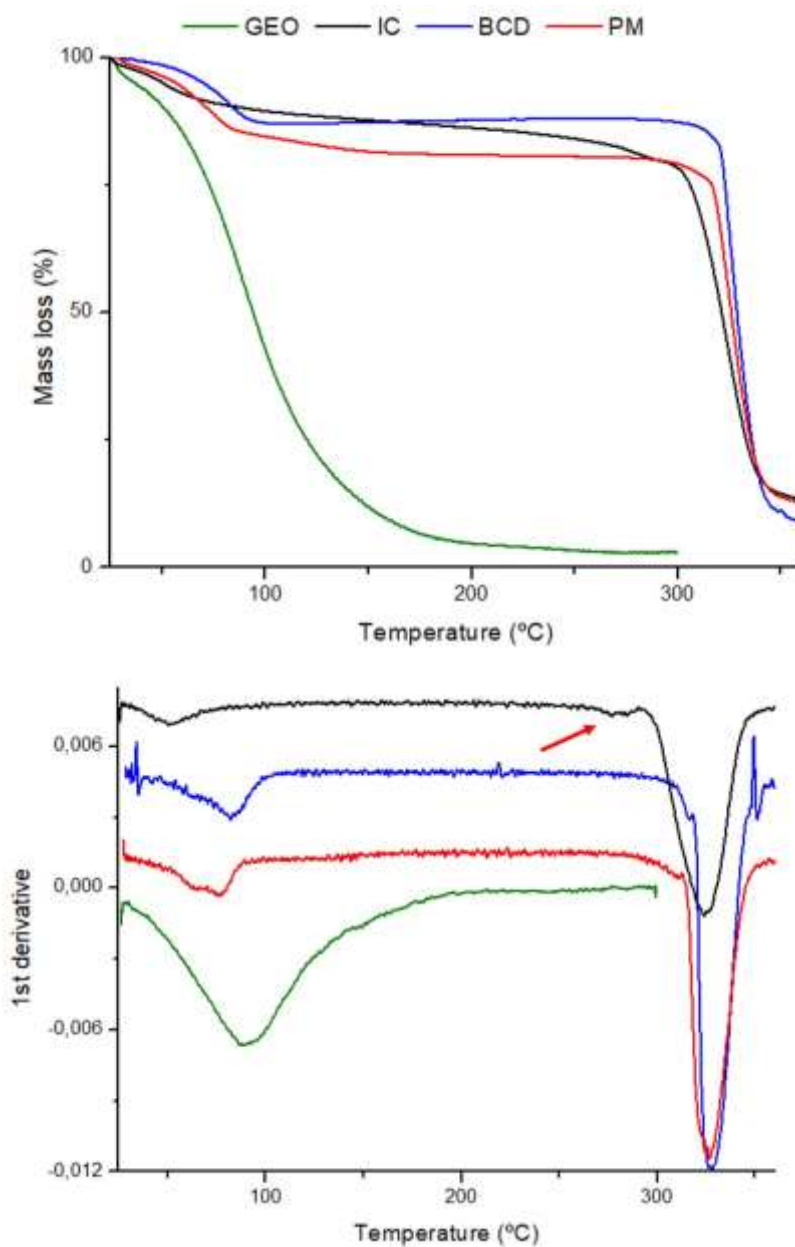 GEO IC BCD PM
100
50
0
Mass loss (%)
100 200 300
Temperature (ºC)
0,006
0,000
-0,006
-0,012
1st derivative
100 200 300
Temperature (ºC)